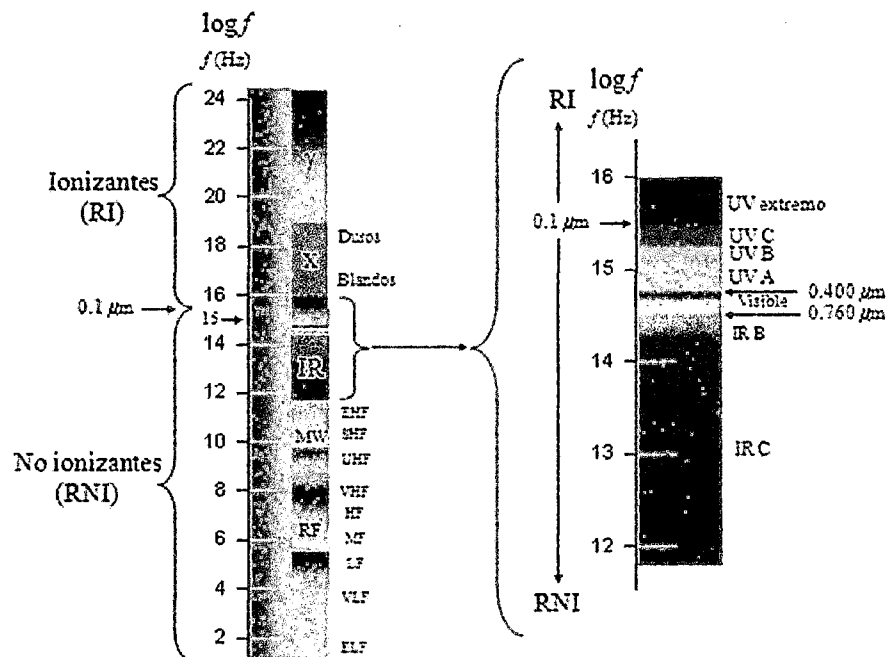 log f
f (Hz)
24
22
20
18
16
15
14
12
10
8
6
4
2
Ionizantes
(RI)
0.1 μm
No ionizantes
(RNI)
γ
X
IR
MW
RF
Duros
Blandos
EHF
SHF
UHF
VHF
HF
MF
LF
VLF
ELF
RI
RNI
0.1 μm
log f
f (Hz)
16
15
14
13
12
UV extremo
UV C
UV B
UV A
Visible
IR B
IR C
0.400 μm
0.760 μm